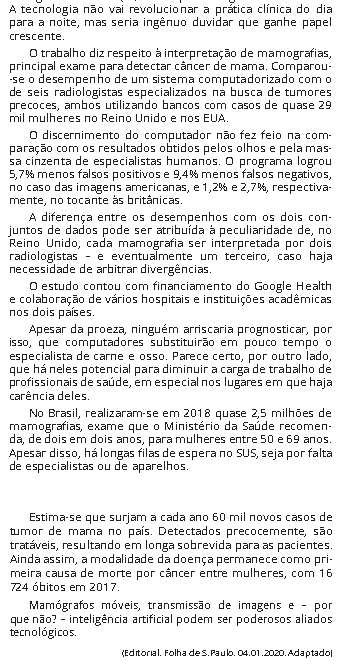 A tecnologia não vai revolucionar a prática clínica do dia
para a noite, mas seria ingênuo duvidar que ganhe papel
crescente.
O trabalho diz respeito à interpretação de mamografias,
principal exame para detectar câncer de mama. Comparou-
-se o desempenho de um sistema computadorizado com o
de seis radiologistas especializados na busca de tumores
precoces, ambos utilizando bancos com casos de quase 29
mil mulheres no Reino Unido e nos EUA.
O discernimento do computador não fez feio na com-
paração com os resultados obtidos pelos olhos e pela mas-
sa cinzenta de especialistas humanos. O programa logrou
5,7% menos falsos positivos e 9,4% menos falsos negativos,
no caso das imagens americanas, e 1,2% e 2,7%, respectiva-
mente, no tocante às britânicas.
A diferença entre os desempenhos com os dois con-
juntos de dados pode ser atribuída à peculiaridade de, no
Reino Unido, cada mamografia ser interpretada por dois
radiologistas – e eventualmente um terceiro, caso haja
necessidade de arbitrar divergências.
O estudo contou com financiamento do Google Health
e colaboração de vários hospitais e instituições acadêmicas
nos dois países.
Apesar da proeza, ninguém arriscaria prognosticar, por
isso, que computadores substituirão em pouco tempo o
especialista de carne e osso. Parece certo, por outro lado,
que há neles potencial para diminuir a carga de trabalho de
profissionais de saúde, em especial nos lugares em que haja
carência deles.
No Brasil, realizaram-se em 2018 quase 2,5 milhões de
mamografias, exame que o Ministério da Saúde recomen-
da, de dois em dois anos, para mulheres entre 50 e 69 anos.
Apesar disso, há longas filas de espera no SUS, seja por falta
de especialistas ou de aparelhos.
Estima-se que surjam a cada ano 60 mil novos casos de
tumor de mama no país. Detectados precocemente, são
tratáveis, resultando em longa sobrevida para as pacientes.
Ainda assim, a modalidade da doença permanece como pri-
meira causa de morte por câncer entre mulheres, com 16
724 óbitos em 2017.
Mamógrafos móveis, transmissão de imagens e – por
que não? – inteligência artificial podem ser poderosos aliados
tecnológicos.
(Editorial. Folha de S.Paulo. 04.01.2020. Adaptado)